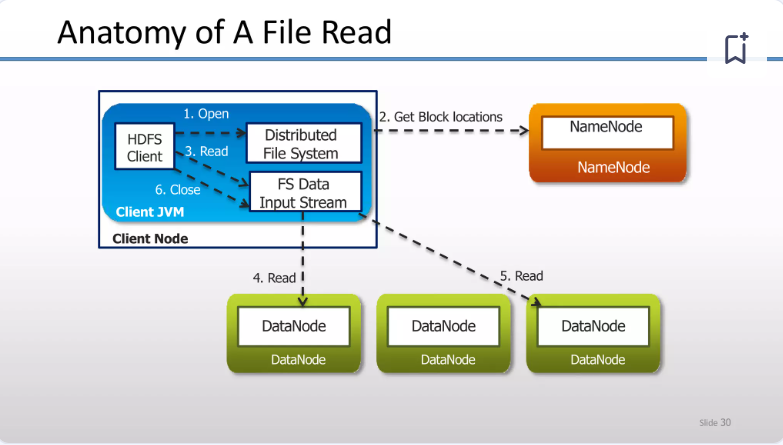 Anatomy of A File Read
1. Open
2. Get Block locations
HDFS
Client
Distributed
File System
3. Read
6. Close
FS Data
Input Stream
Client JVM
Client Node
NameNode
NameNode
4. Read
5. Read
DataNode
DataNode
DataNode
DataNode
DataNode
DataNode
Slide 30